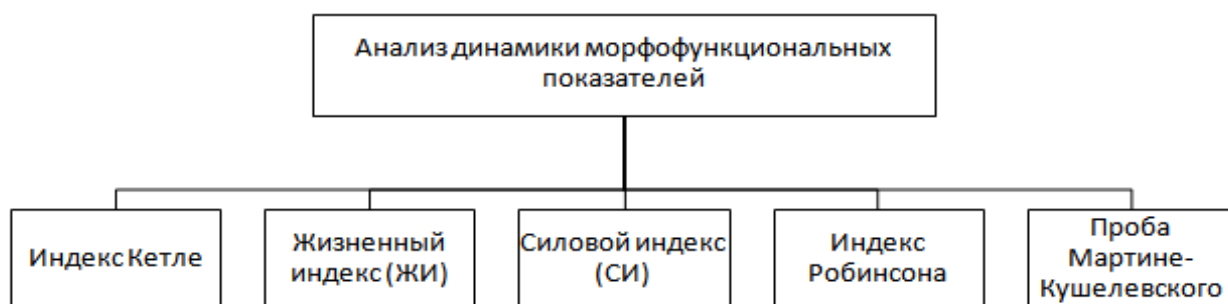 Анализ динамики морфофункциональных
показателей
Индекс Кетле
Жизненный
индекс (ЖИ)
Силовой индекс
(СИ)
Индекс
Робинсона
Проба
Мартине-
Кушелевского